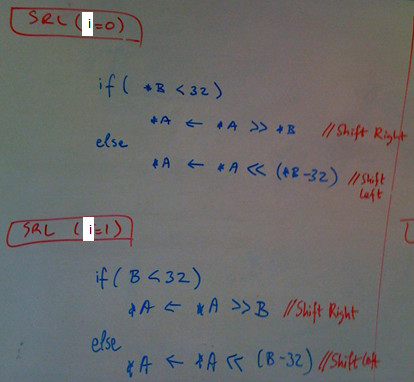 SRL (i=0)
if( *B < 32)
*A ← *A >> *B //Shift Right
else
*A ← *A << (*B-32) //Shift Left
SRL (i=1)
if( B < 32)
*A ← *A >> B //Shift Right
else
*A ← *A << (B-32) //Shift Left